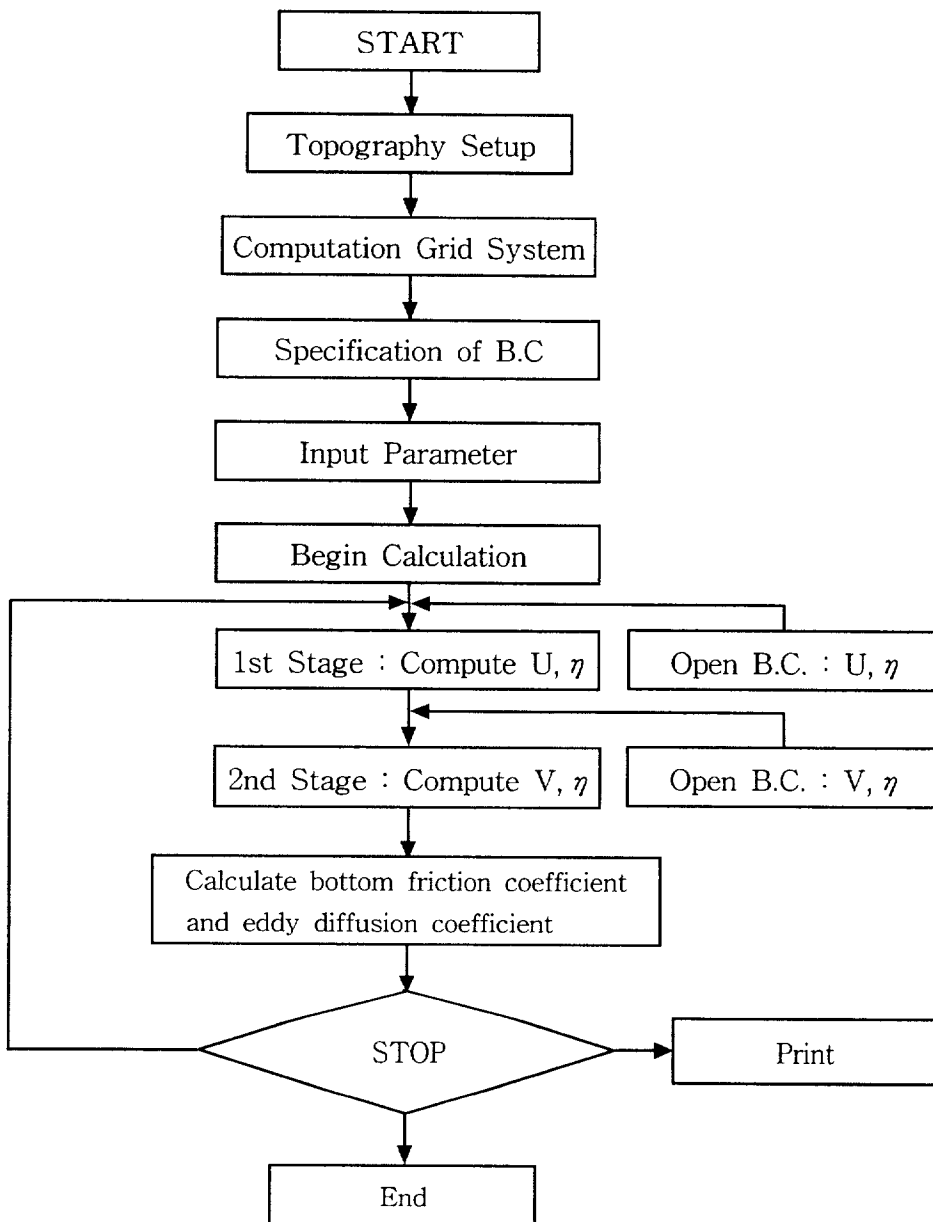 START
Topography Setup
Computation Grid System
Specification of B.C
Input Parameter
Begin Calculation
1st Stage : Compute U, η
Open B.C. : U, η
2nd Stage : Compute V, η
Open B.C. : V, η
Calculate bottom friction coefficient
and eddy diffusion coefficient
STOP
Print
End